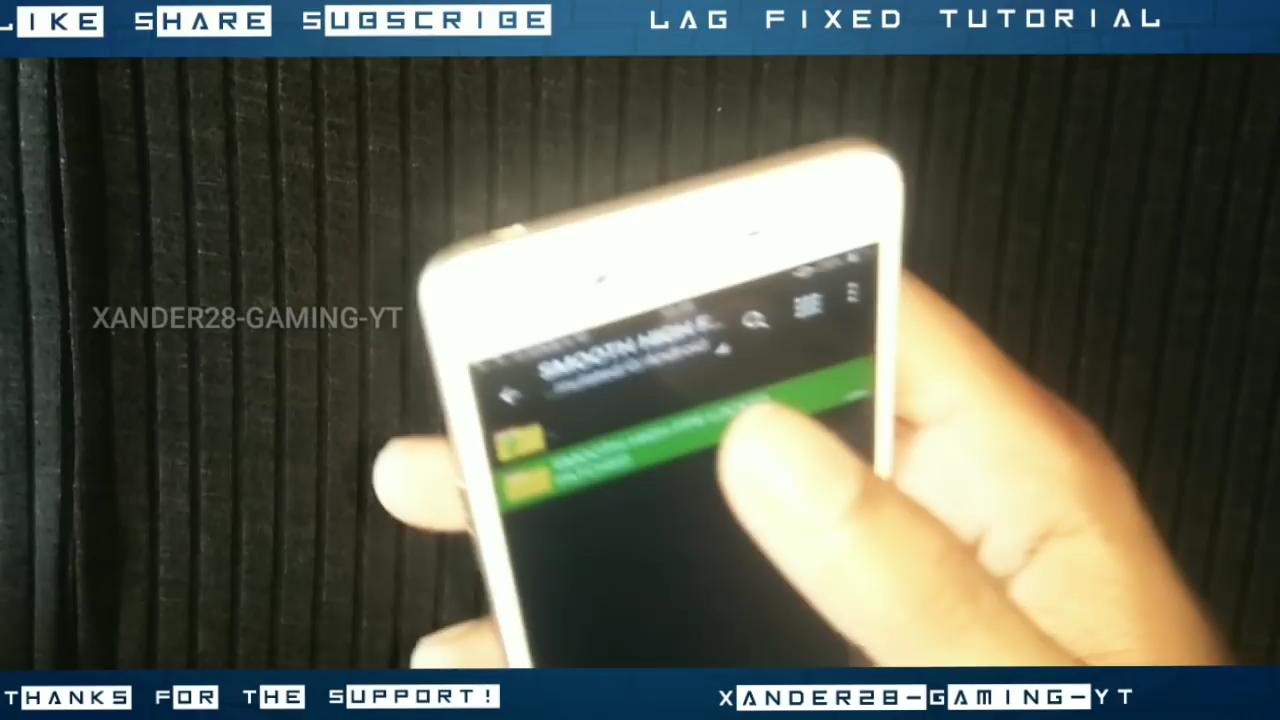 LIKE SHARE SUBSCRIBE
LAG FIXED TUTORIAL
XANDER28-GAMING-YT
THANKS FOR THE SUPPORT!
XANDER28-GAMING-YT